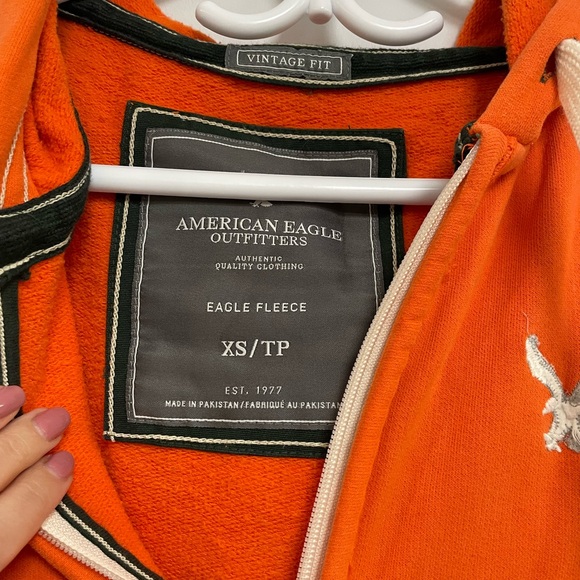 VINTAGE FIT
AMERICAN EAGLE
OUTFITTERS
AUTHENTIC
QUALITY CLOTHING
EAGLE FLEECE
XS/TP
EST. 1977
MADE IN PAKISTAN/FABRIQUÉ AU PAKISTAN